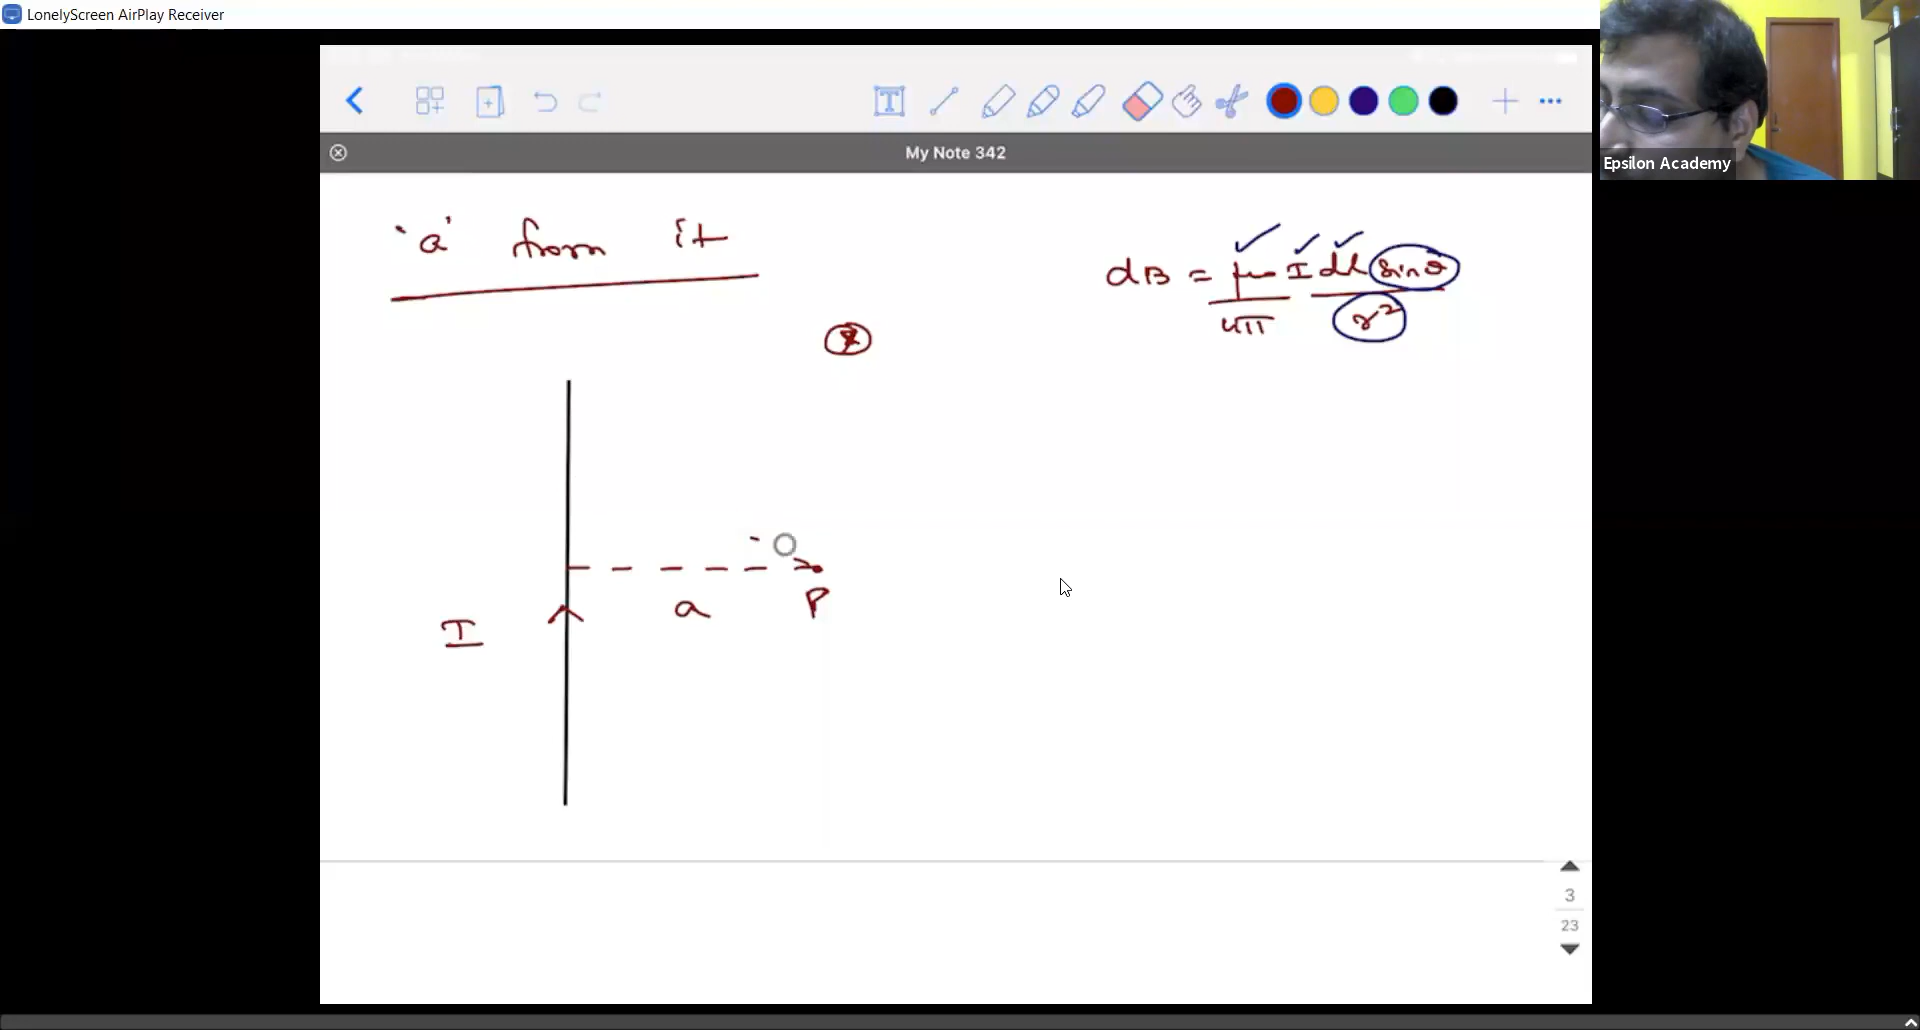 LonelyScreen AirPlay Receiver
T
My Note 342
Epsilon Academy
'a' from it
dB = μ₀ I dl sinθ
4π r²
a
P
I
3
23